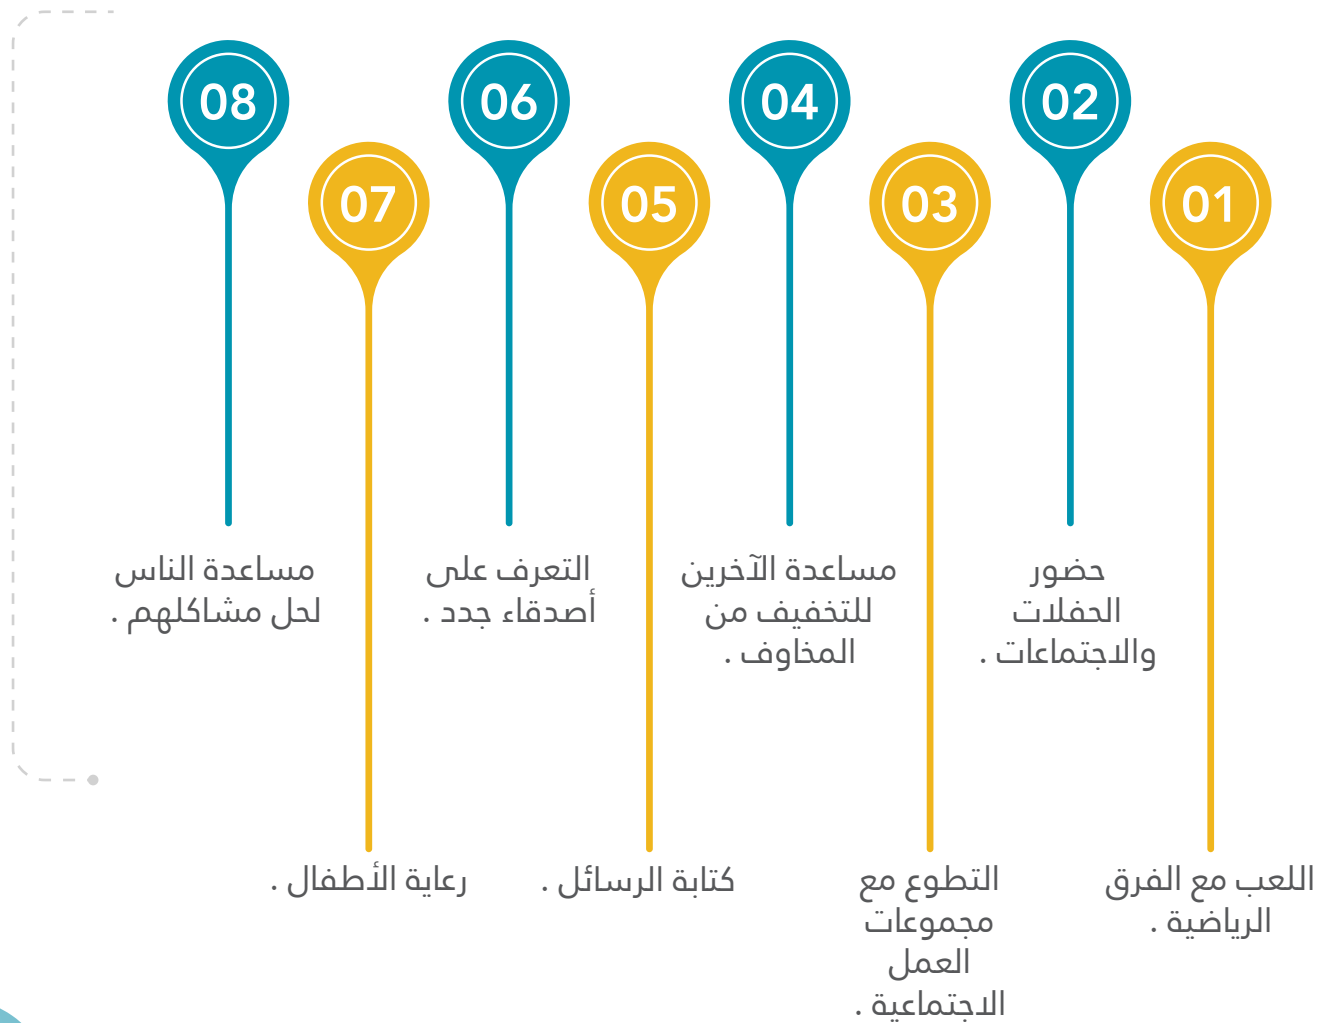 01
اللعب مع الفرق
الرياضية .
02
حضور
الحفلات
والاجتماعات .
03
التطوع مع
مجموعات
العمل
الاجتماعية .
04
مساعدة الآخرين
للتخفيف من
المخاوف .
05
كتابة الرسائل .
06
التعرف على
أصدقاء جدد .
07
رعاية الأطفال .
08
مساعدة الناس
لحل مشاكلهم .